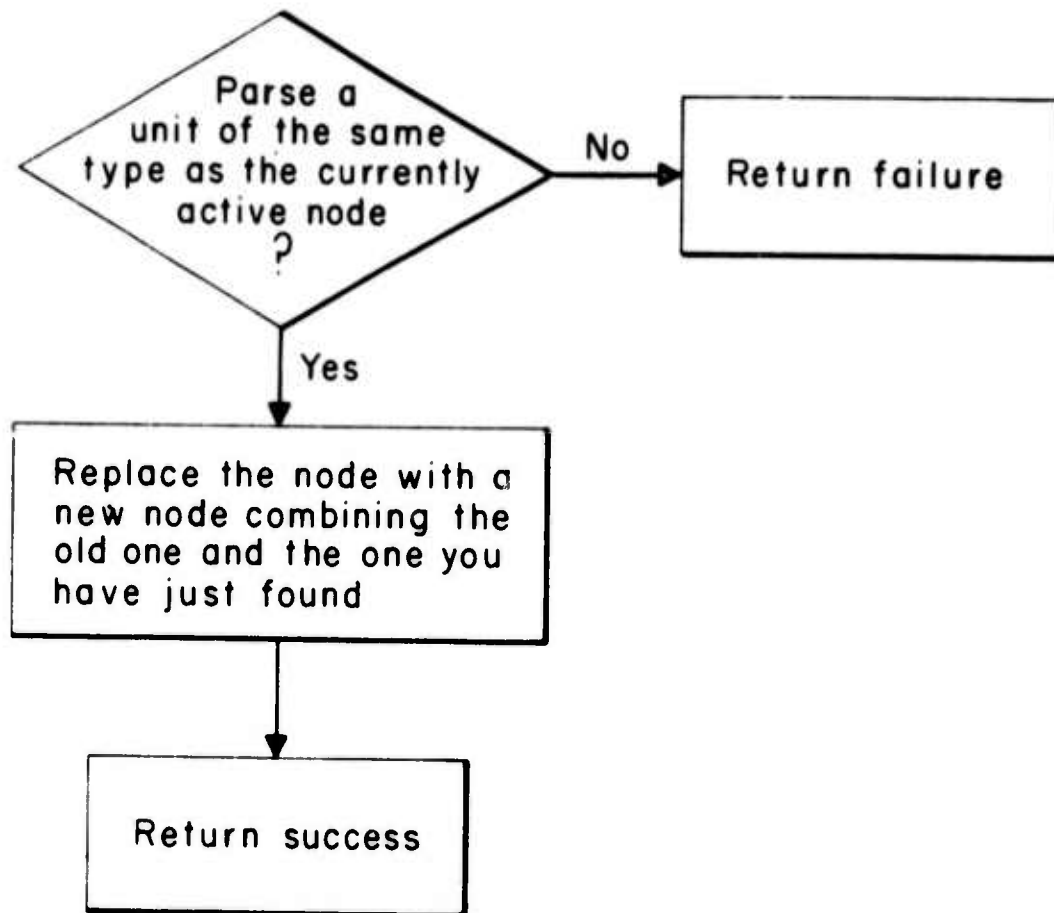 Parse a
unit of the same
type as the currently
active node
?
No
Return failure
Yes
Replace the node with a
new node combining the
old one and the one you
have just found
Return success